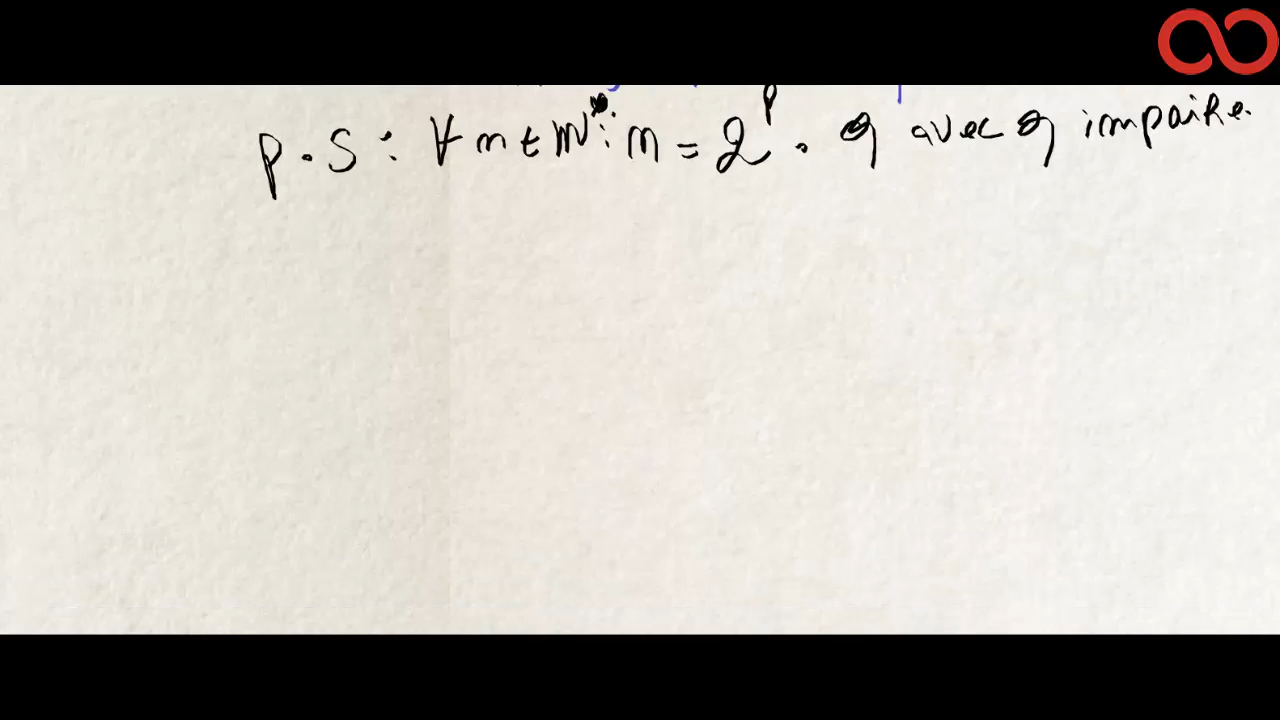 P.S : ∀ n ∈ ℕ* : n = 2^p . q avec q impaire.